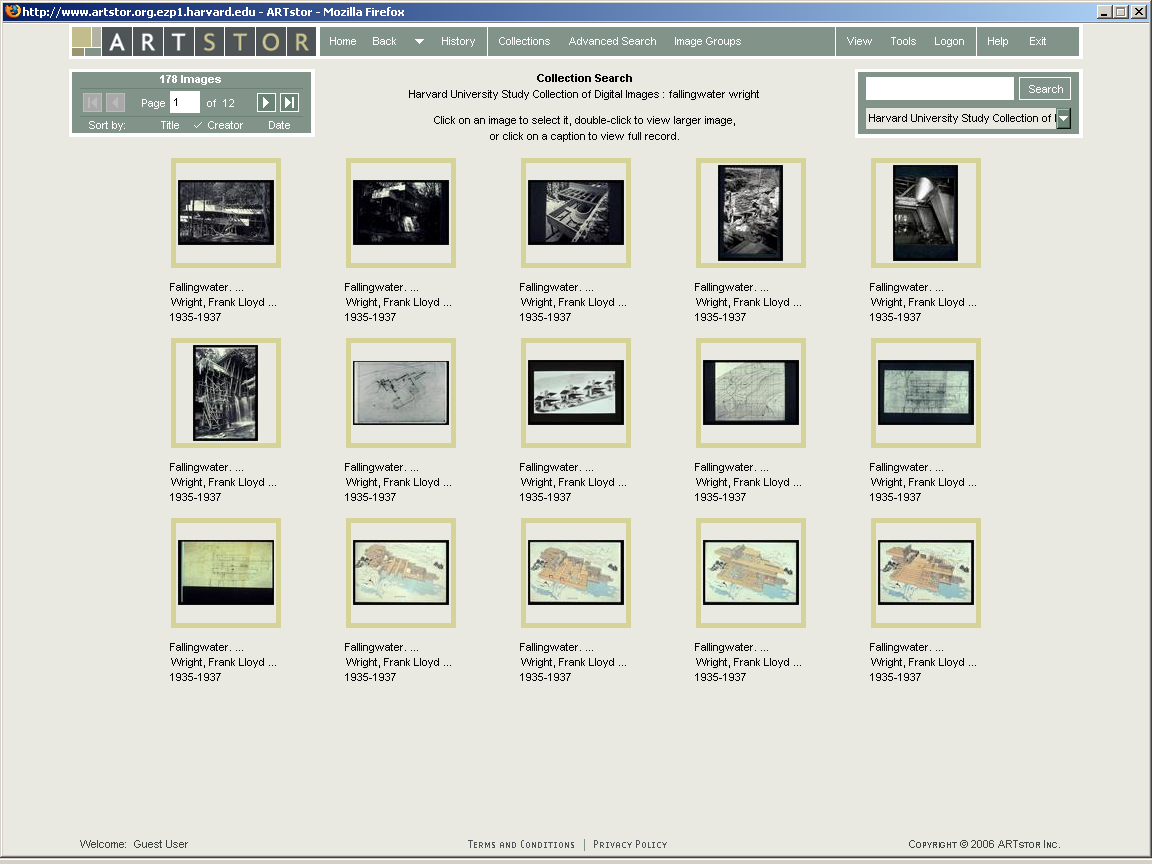 http://www.artstor.org.ezp1.harvard.edu - ARTstor - Mozilla Firefox
ARTSTOR Home Back History Collections Advanced Search Image Groups View Tools Logon Help Exit
178 Images
Page 1 of 12
Sort by: Title ✓ Creator Date
Collection Search
Harvard University Study Collection of Digital Images : fallingwater wright
Click on an image to select it, double-click to view larger image,
or click on a caption to view full record.
Search
Harvard University Study Collection of I
Fallingwater. ... Fallingwater. ... Fallingwater. ... Fallingwater. ... Fallingwater. ...
Wright, Frank Lloyd ... Wright, Frank Lloyd ... Wright, Frank Lloyd ... Wright, Frank Lloyd ... Wright, Frank Lloyd ...
1935-1937 1935-1937 1935-1937 1935-1937 1935-1937
Fallingwater. ... Fallingwater. ... Fallingwater. ... Fallingwater. ... Fallingwater. ...
Wright, Frank Lloyd ... Wright, Frank Lloyd ... Wright, Frank Lloyd ... Wright, Frank Lloyd ... Wright, Frank Lloyd ...
1935-1937 1935-1937 1935-1937 1935-1937 1935-1937
Fallingwater. ... Fallingwater. ... Fallingwater. ... Fallingwater. ... Fallingwater. ...
Wright, Frank Lloyd ... Wright, Frank Lloyd ... Wright, Frank Lloyd ... Wright, Frank Lloyd ... Wright, Frank Lloyd ...
1935-1937 1935-1937 1935-1937 1935-1937 1935-1937
Welcome: Guest User Terms and Conditions | Privacy Policy Copyright © 2006 ARTstor Inc.